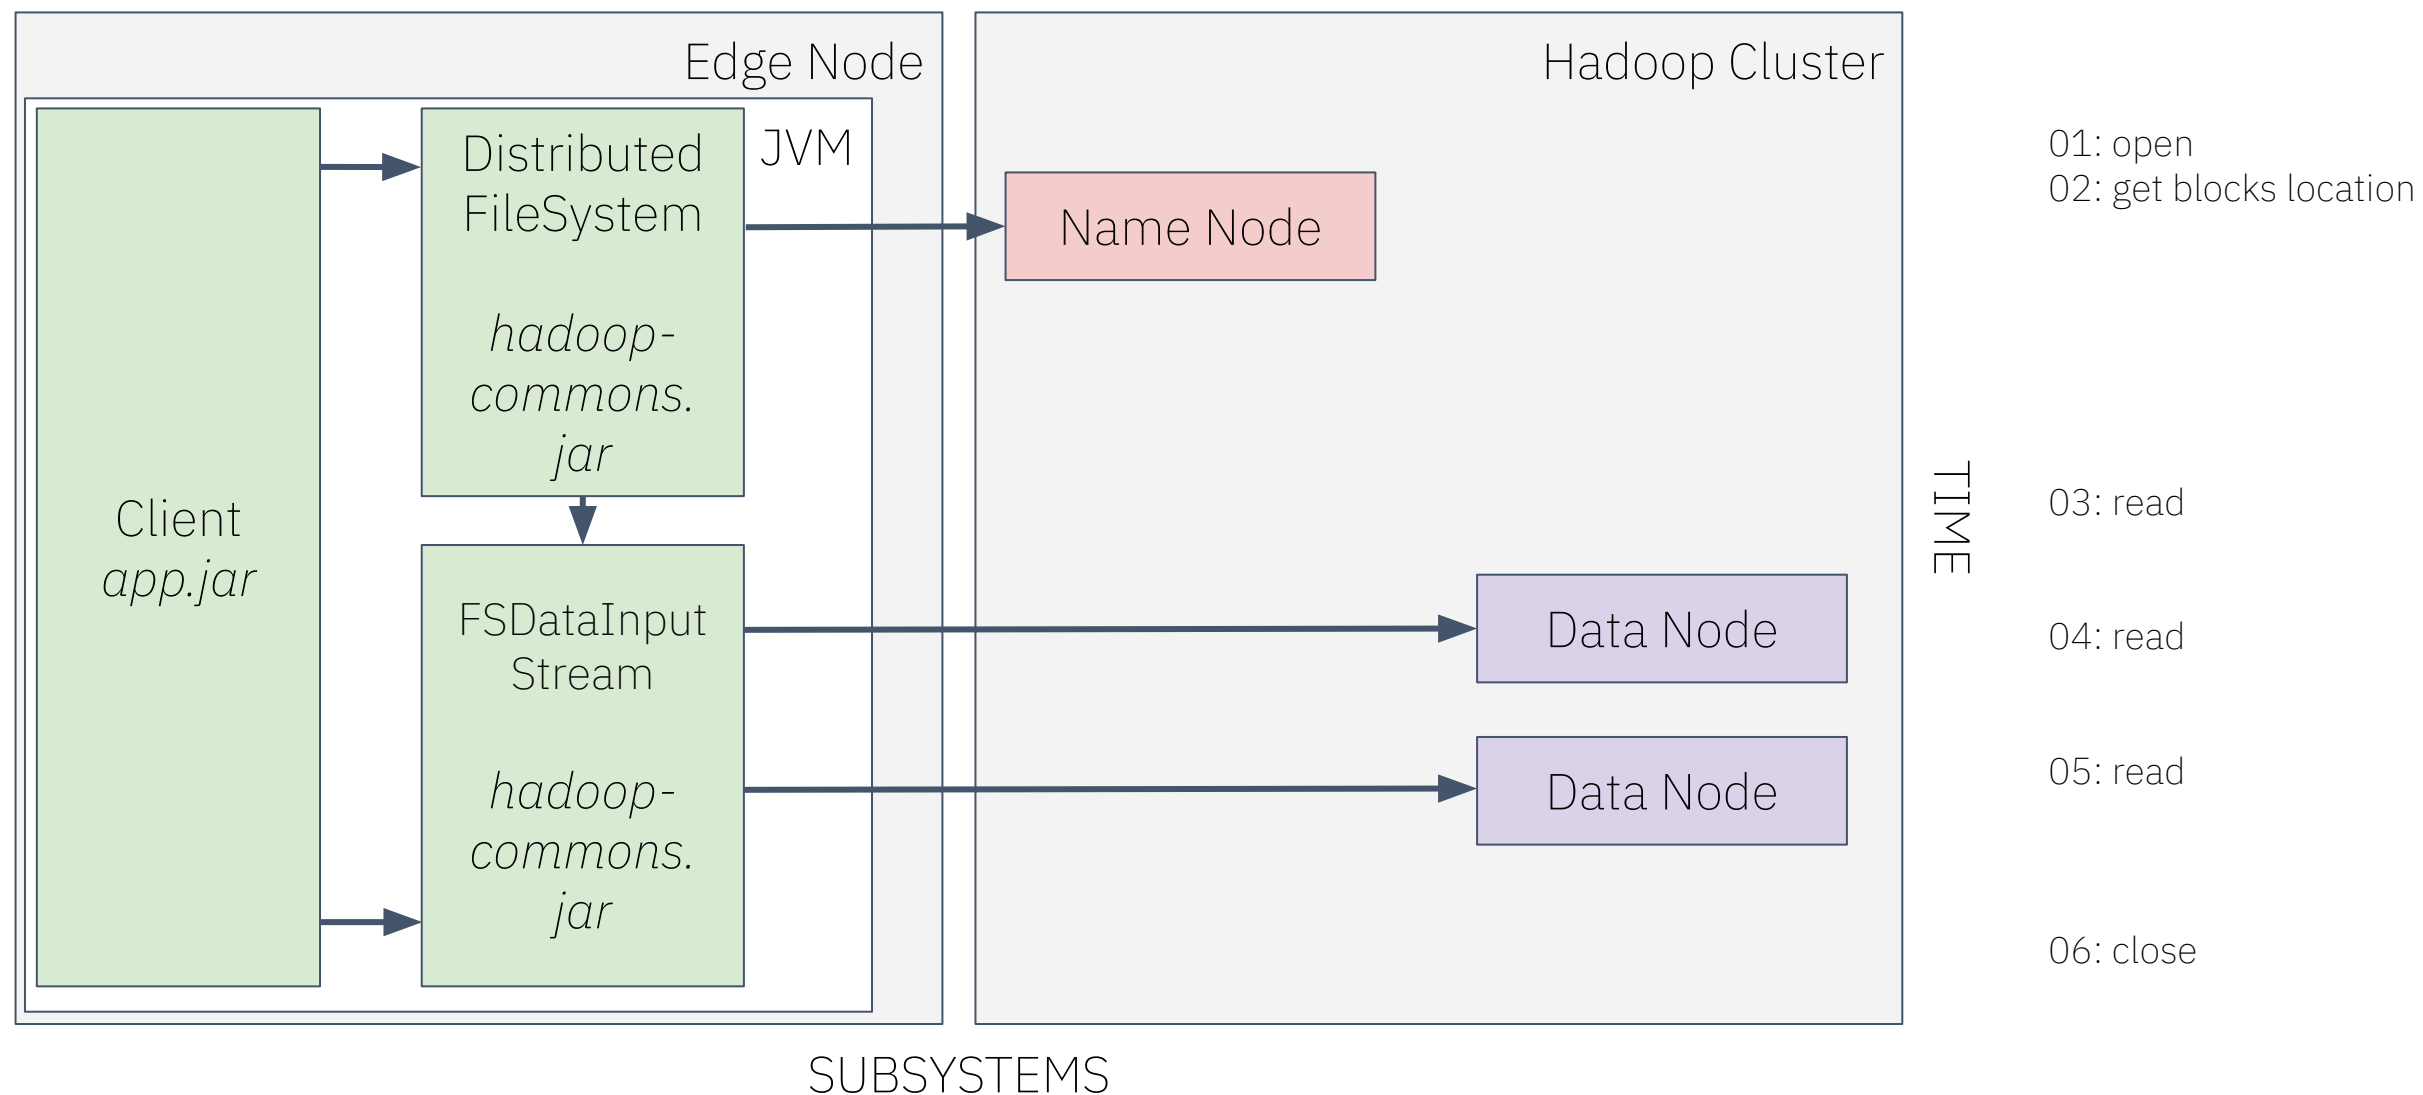 Edge Node
Hadoop Cluster
JVM
Distributed
FileSystem
hadoop-
commons.
jar
Name Node
Client
app.jar
FSDataInput
Stream
hadoop-
commons.
jar
Data Node
Data Node
TIME
01: open
02: get blocks location
03: read
04: read
05: read
06: close
SUBSYSTEMS